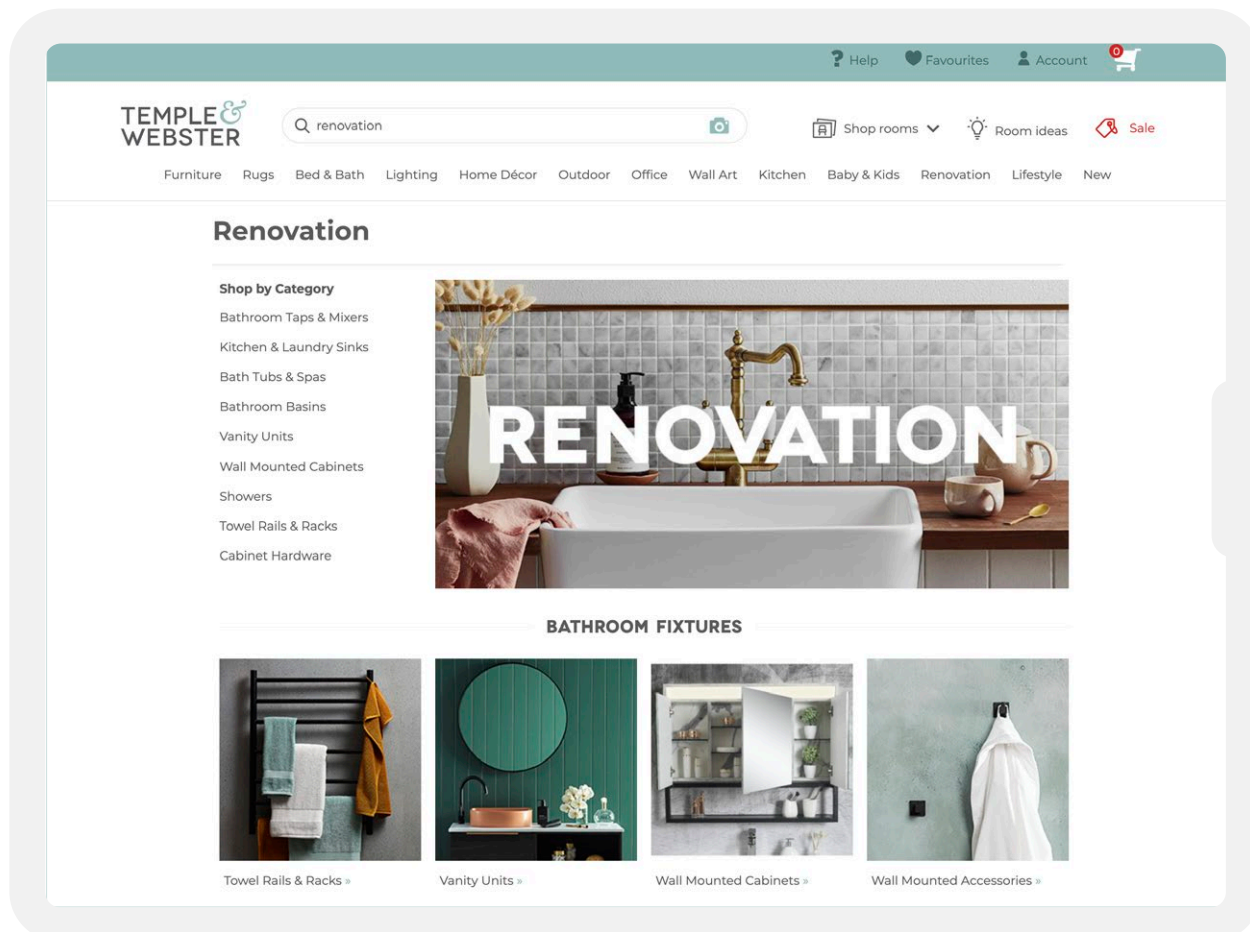 Help
Favourites
Account
0
TEMPLE &
WEBSTER
renovation
Shop rooms
Room ideas
Sale
Furniture Rugs Bed & Bath Lighting Home Décor Outdoor Office Wall Art Kitchen Baby & Kids Renovation Lifestyle New
Renovation
Shop by Category
Bathroom Taps & Mixers
Kitchen & Laundry Sinks
Bath Tubs & Spas
Bathroom Basins
Vanity Units
Wall Mounted Cabinets
Showers
Towel Rails & Racks
Cabinet Hardware
RENOVATION
BATHROOM FIXTURES
Towel Rails & Racks »
Vanity Units »
Wall Mounted Cabinets »
Wall Mounted Accessories »